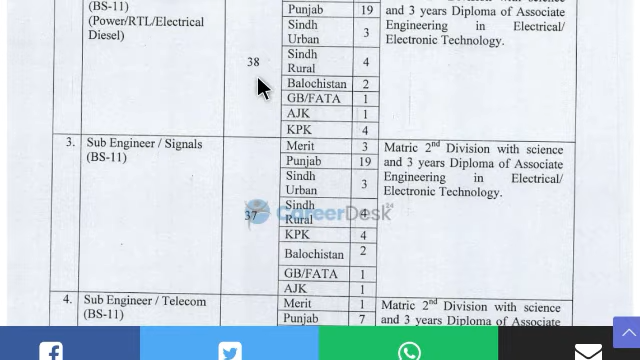 (BS-11)
(Power/RTL/Electrical
Diesel)
38
Punjab 19
Sindh
Urban 3
Sindh
Rural 4
Balochistan 2
GB/FATA 1
AJK 1
KPK 4
and 3 years Diploma of Associate
Engineering in Electrical/
Electronic Technology.
3. Sub Engineer / Signals
(BS-11)
37
Merit 3
Punjab 19
Sindh
Urban 3
Sindh
Rural 4
KPK 4
Balochistan 2
GB/FATA 1
AJK 1
Matric 2nd Division with science
and 3 years Diploma of Associate
Engineering in Electrical/
Electronic Technology.
CareerDesk
4. Sub Engineer / Telecom
(BS-11)
Merit 1
Punjab 7
Matric 2nd Division with science
and 3 years Diploma of Associate